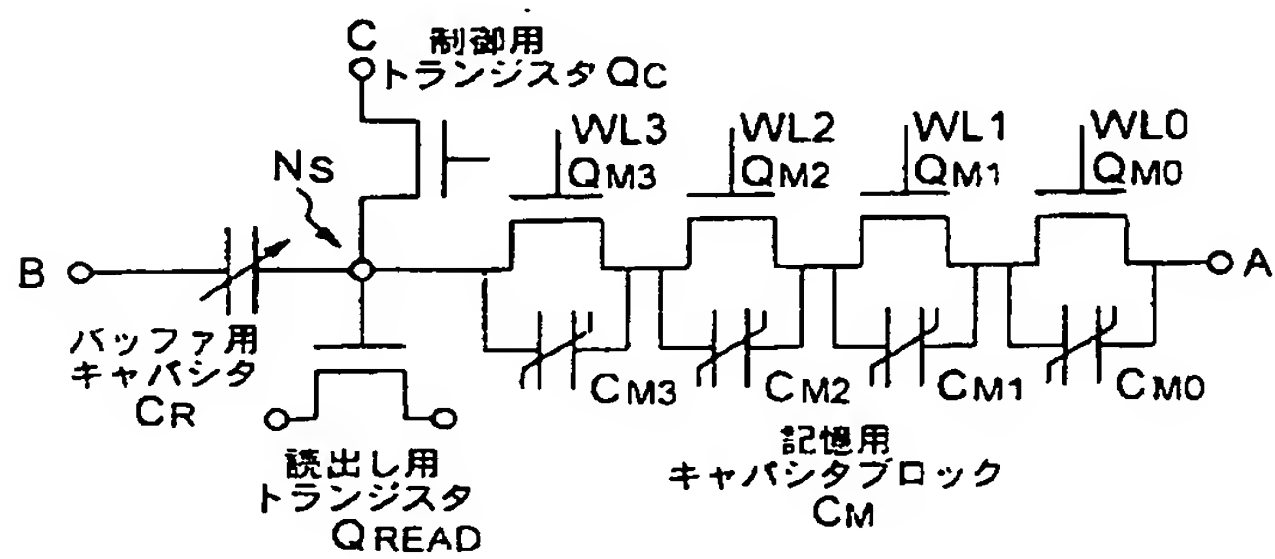 C
制御用
トランジスタ QC
NS
WL3
QM3
WL2
QM2
WL1
QM1
WL0
QM0
B
A
バッファ用
キャパシタ
CR
CM3
CM2
CM1
CM0
読出し用
トランジスタ
QREAD
記憶用
キャパシタブロック
CM